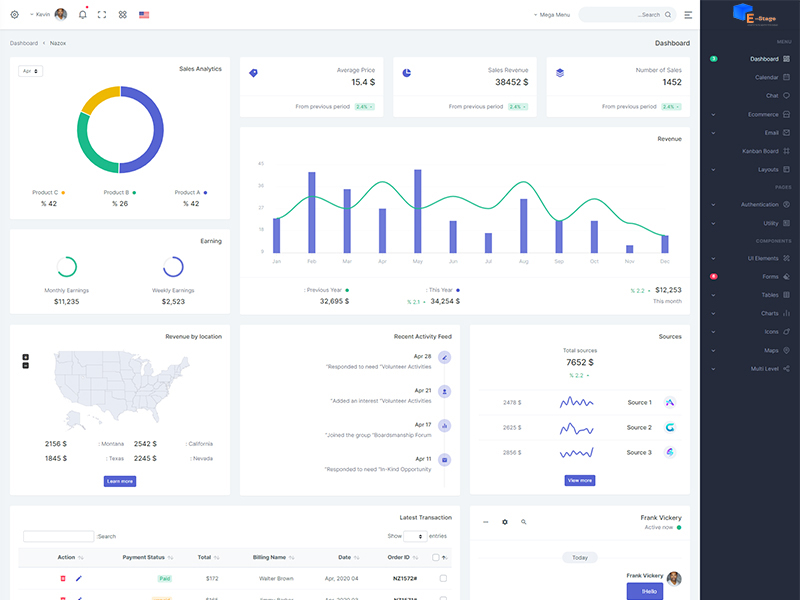 Kevin
Mega Menu
...Search
E-Stage
Dashboard
Nazox
Dashboard
MENU
3
Dashboard
Calendar
Chat
Ecommerce
Email
Kanban Board
Layouts
PAGES
Authentication
Utility
COMPONENTS
UI Elements
Forms
Tables
Charts
Icons
Maps
Multi Level
Sales Analytics
Apr
Product C
Product B
Product A
% 42
% 26
% 42
Average Price
15.4 $
From previous period
2.4%
Sales Revenue
38452 $
From previous period
2.4%
Number of Sales
1452
From previous period
2.4%
Revenue
45
36
27
18
9
Jan
Feb
Mar
Apr
May
Jun
Jul
Aug
Sep
Oct
Nov
Dec
: Previous Year
32,695 $
: This Year
% 2.1
34,254 $
% 2.2
$12,253
This month
Earning
Monthly Earnings
$11,235
Weekly Earnings
$2,523
Revenue by location
+
−
2156 $
: Montana
2542 $
: California
1845 $
: Texas
2245 $
: Nevada
Learn more
Recent Activity Feed
Apr 28
"Responded to need "Volunteer Activities
Apr 21
"Added an interest "Volunteer Activities
Apr 17
"Joined the group "Boardsmanship Forum
Apr 11
"Responded to need "In-Kind Opportunity
Sources
Total sources
7652 $
% 2.2
2478 $
Source 1
2625 $
Source 2
2856 $
Source 3
View more
Latest Transaction
:Search
Show
entries
Action
Payment Status
Total
Billing Name
Date
Order ID
Paid
$172
Walter Brown
Apr, 2020 04
NZ1572#
Frank Vickery
Active now
Today
Frank Vickery
!Hello